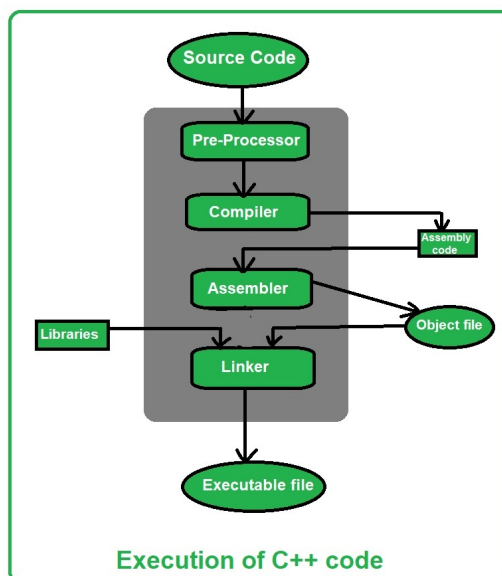 Source Code
Pre-Processor
Compiler
Assembly
code
Assembler
Libraries
Object file
Linker
Executable file
Execution of C++ code